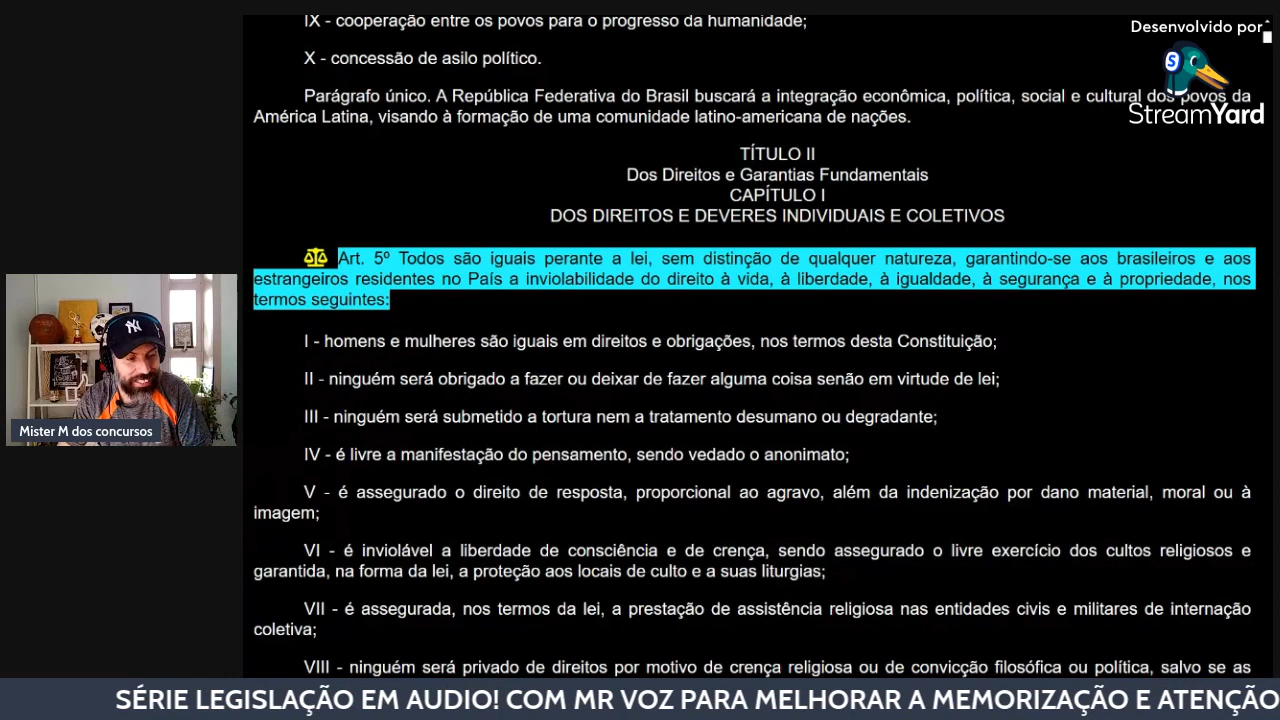 IX - cooperação entre os povos para o progresso da humanidade;
X - concessão de asilo político.
Parágrafo único. A República Federativa do Brasil buscará a integração econômica, política, social e cultural dos povos da
América Latina, visando à formação de uma comunidade latino-americana de nações.
Desenvolvido por
StreamYard
TÍTULO II
Dos Direitos e Garantias Fundamentais
CAPÍTULO I
DOS DIREITOS E DEVERES INDIVIDUAIS E COLETIVOS
Art. 5º Todos são iguais perante a lei, sem distinção de qualquer natureza, garantindo-se aos brasileiros e aos
estrangeiros residentes no País a inviolabilidade do direito à vida, à liberdade, à igualdade, à segurança e à propriedade, nos
termos seguintes:
I - homens e mulheres são iguais em direitos e obrigações, nos termos desta Constituição;
II - ninguém será obrigado a fazer ou deixar de fazer alguma coisa senão em virtude de lei;
III - ninguém será submetido a tortura nem a tratamento desumano ou degradante;
IV - é livre a manifestação do pensamento, sendo vedado o anonimato;
V - é assegurado o direito de resposta, proporcional ao agravo, além da indenização por dano material, moral ou à
imagem;
VI - é inviolável a liberdade de consciência e de crença, sendo assegurado o livre exercício dos cultos religiosos e
garantida, na forma da lei, a proteção aos locais de culto e a suas liturgias;
VII - é assegurada, nos termos da lei, a prestação de assistência religiosa nas entidades civis e militares de internação
coletiva;
VIII - ninguém será privado de direitos por motivo de crença religiosa ou de convicção filosófica ou política, salvo se as
Mister M dos concursos
SÉRIE LEGISLAÇÃO EM AUDIO! COM MR VOZ PARA MELHORAR A MEMORIZAÇÃO E ATENÇÃO